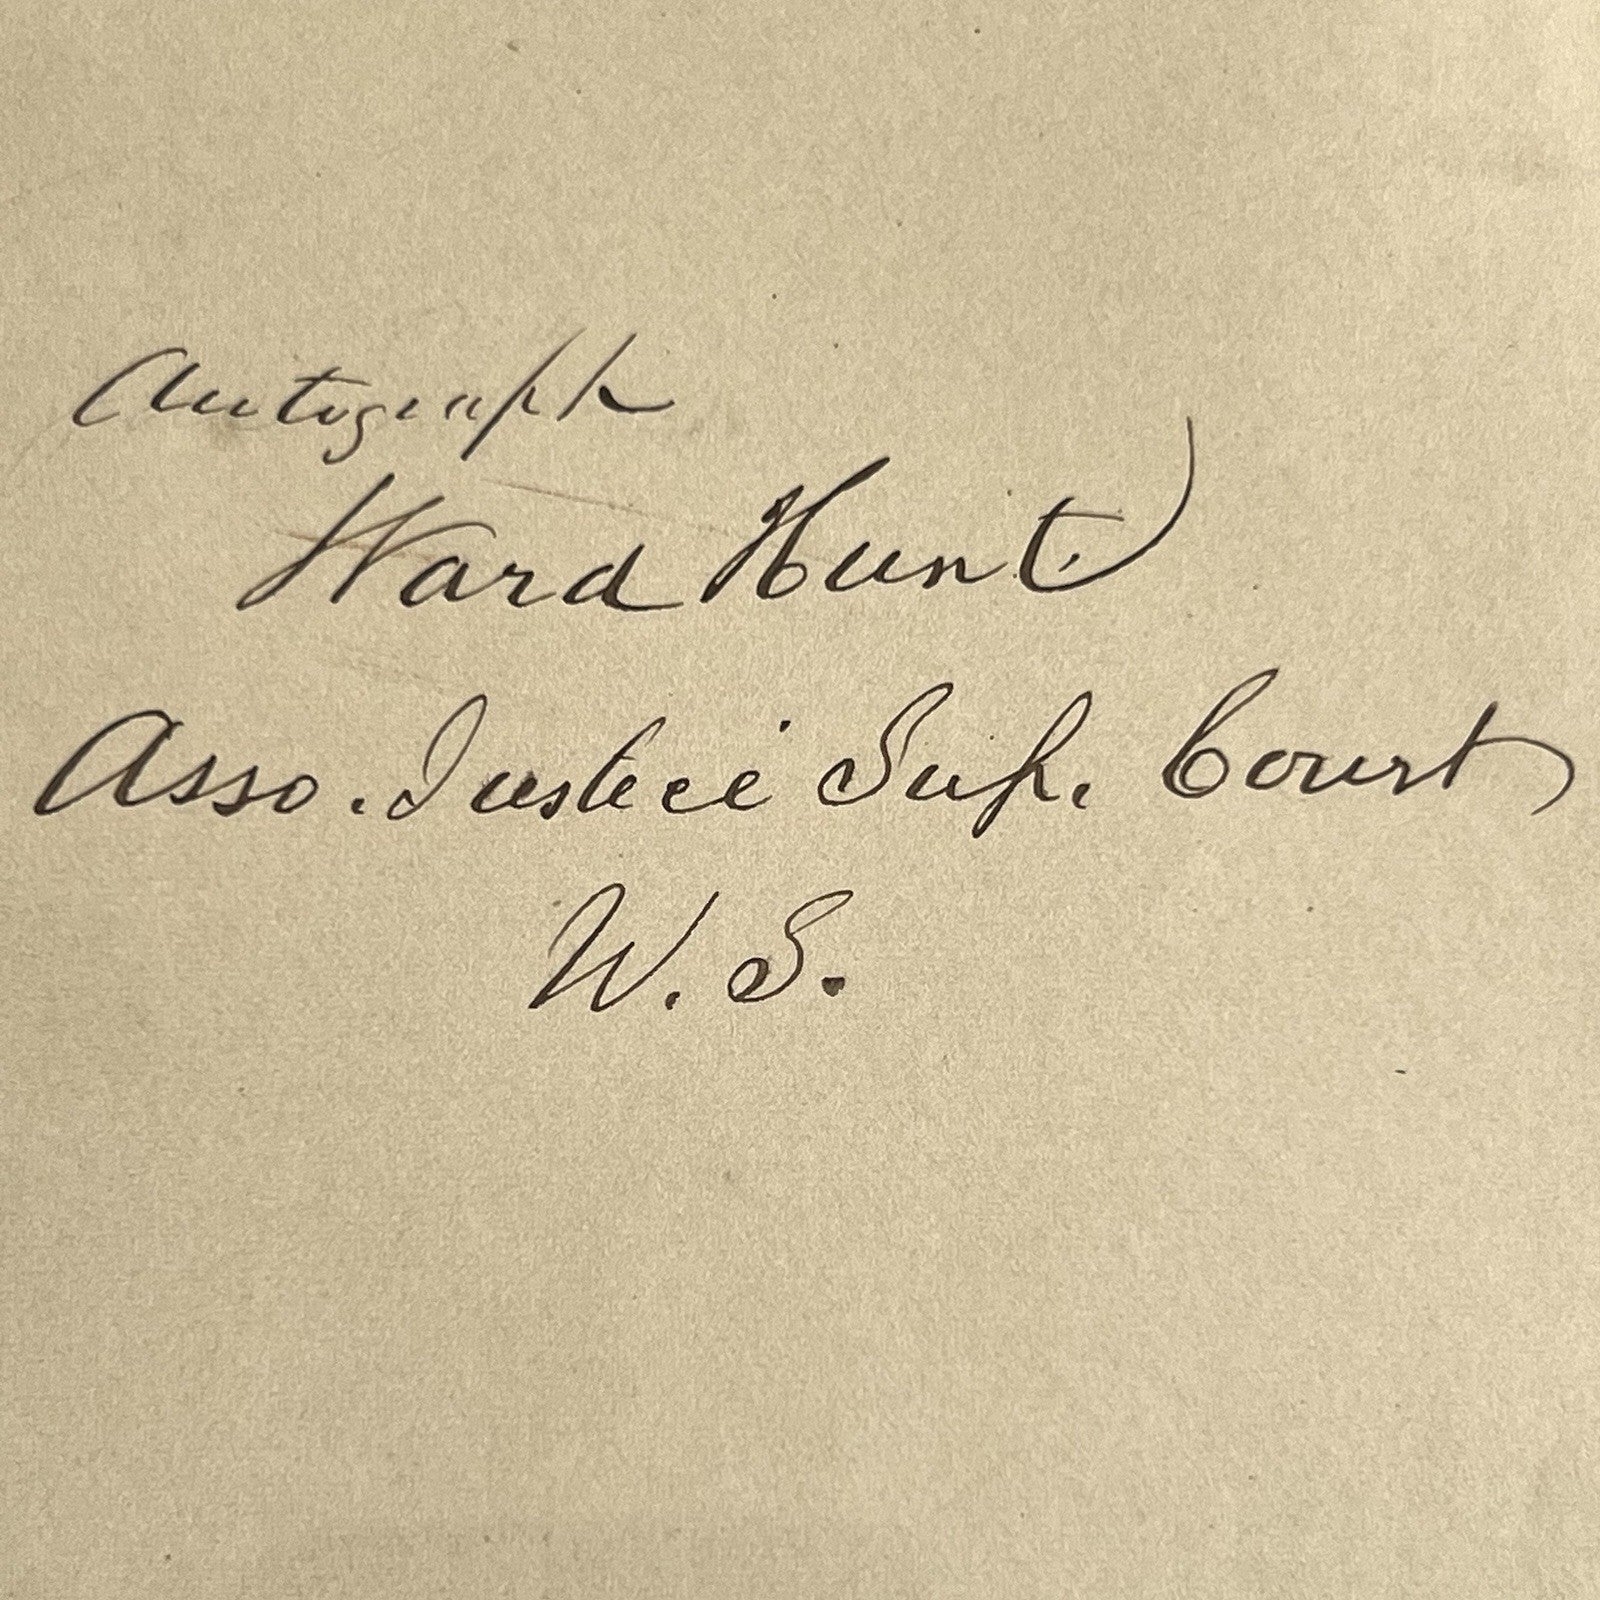 Autograph
Ward Hunt
Asso. Justice Sup. Court
U. S.